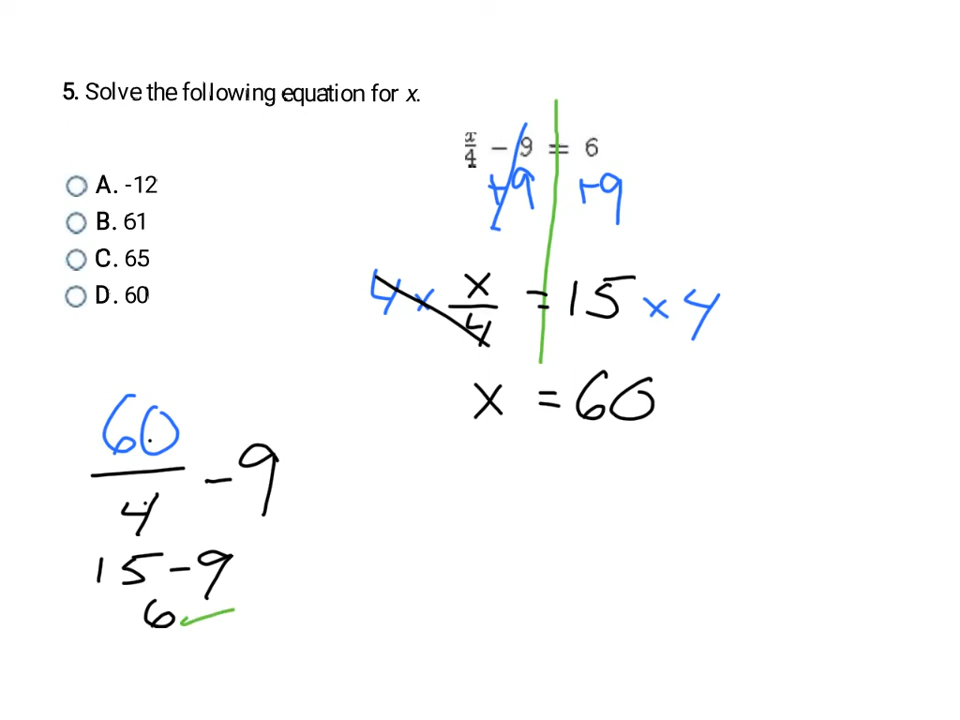 5. Solve the following equation for x.
x/4 - 9 = 6
+9 +9
A. -12
B. 61
C. 65
D. 60
4 x x/4 = 15 x 4
x = 60
60/4 - 9
15 - 9
6 ✓